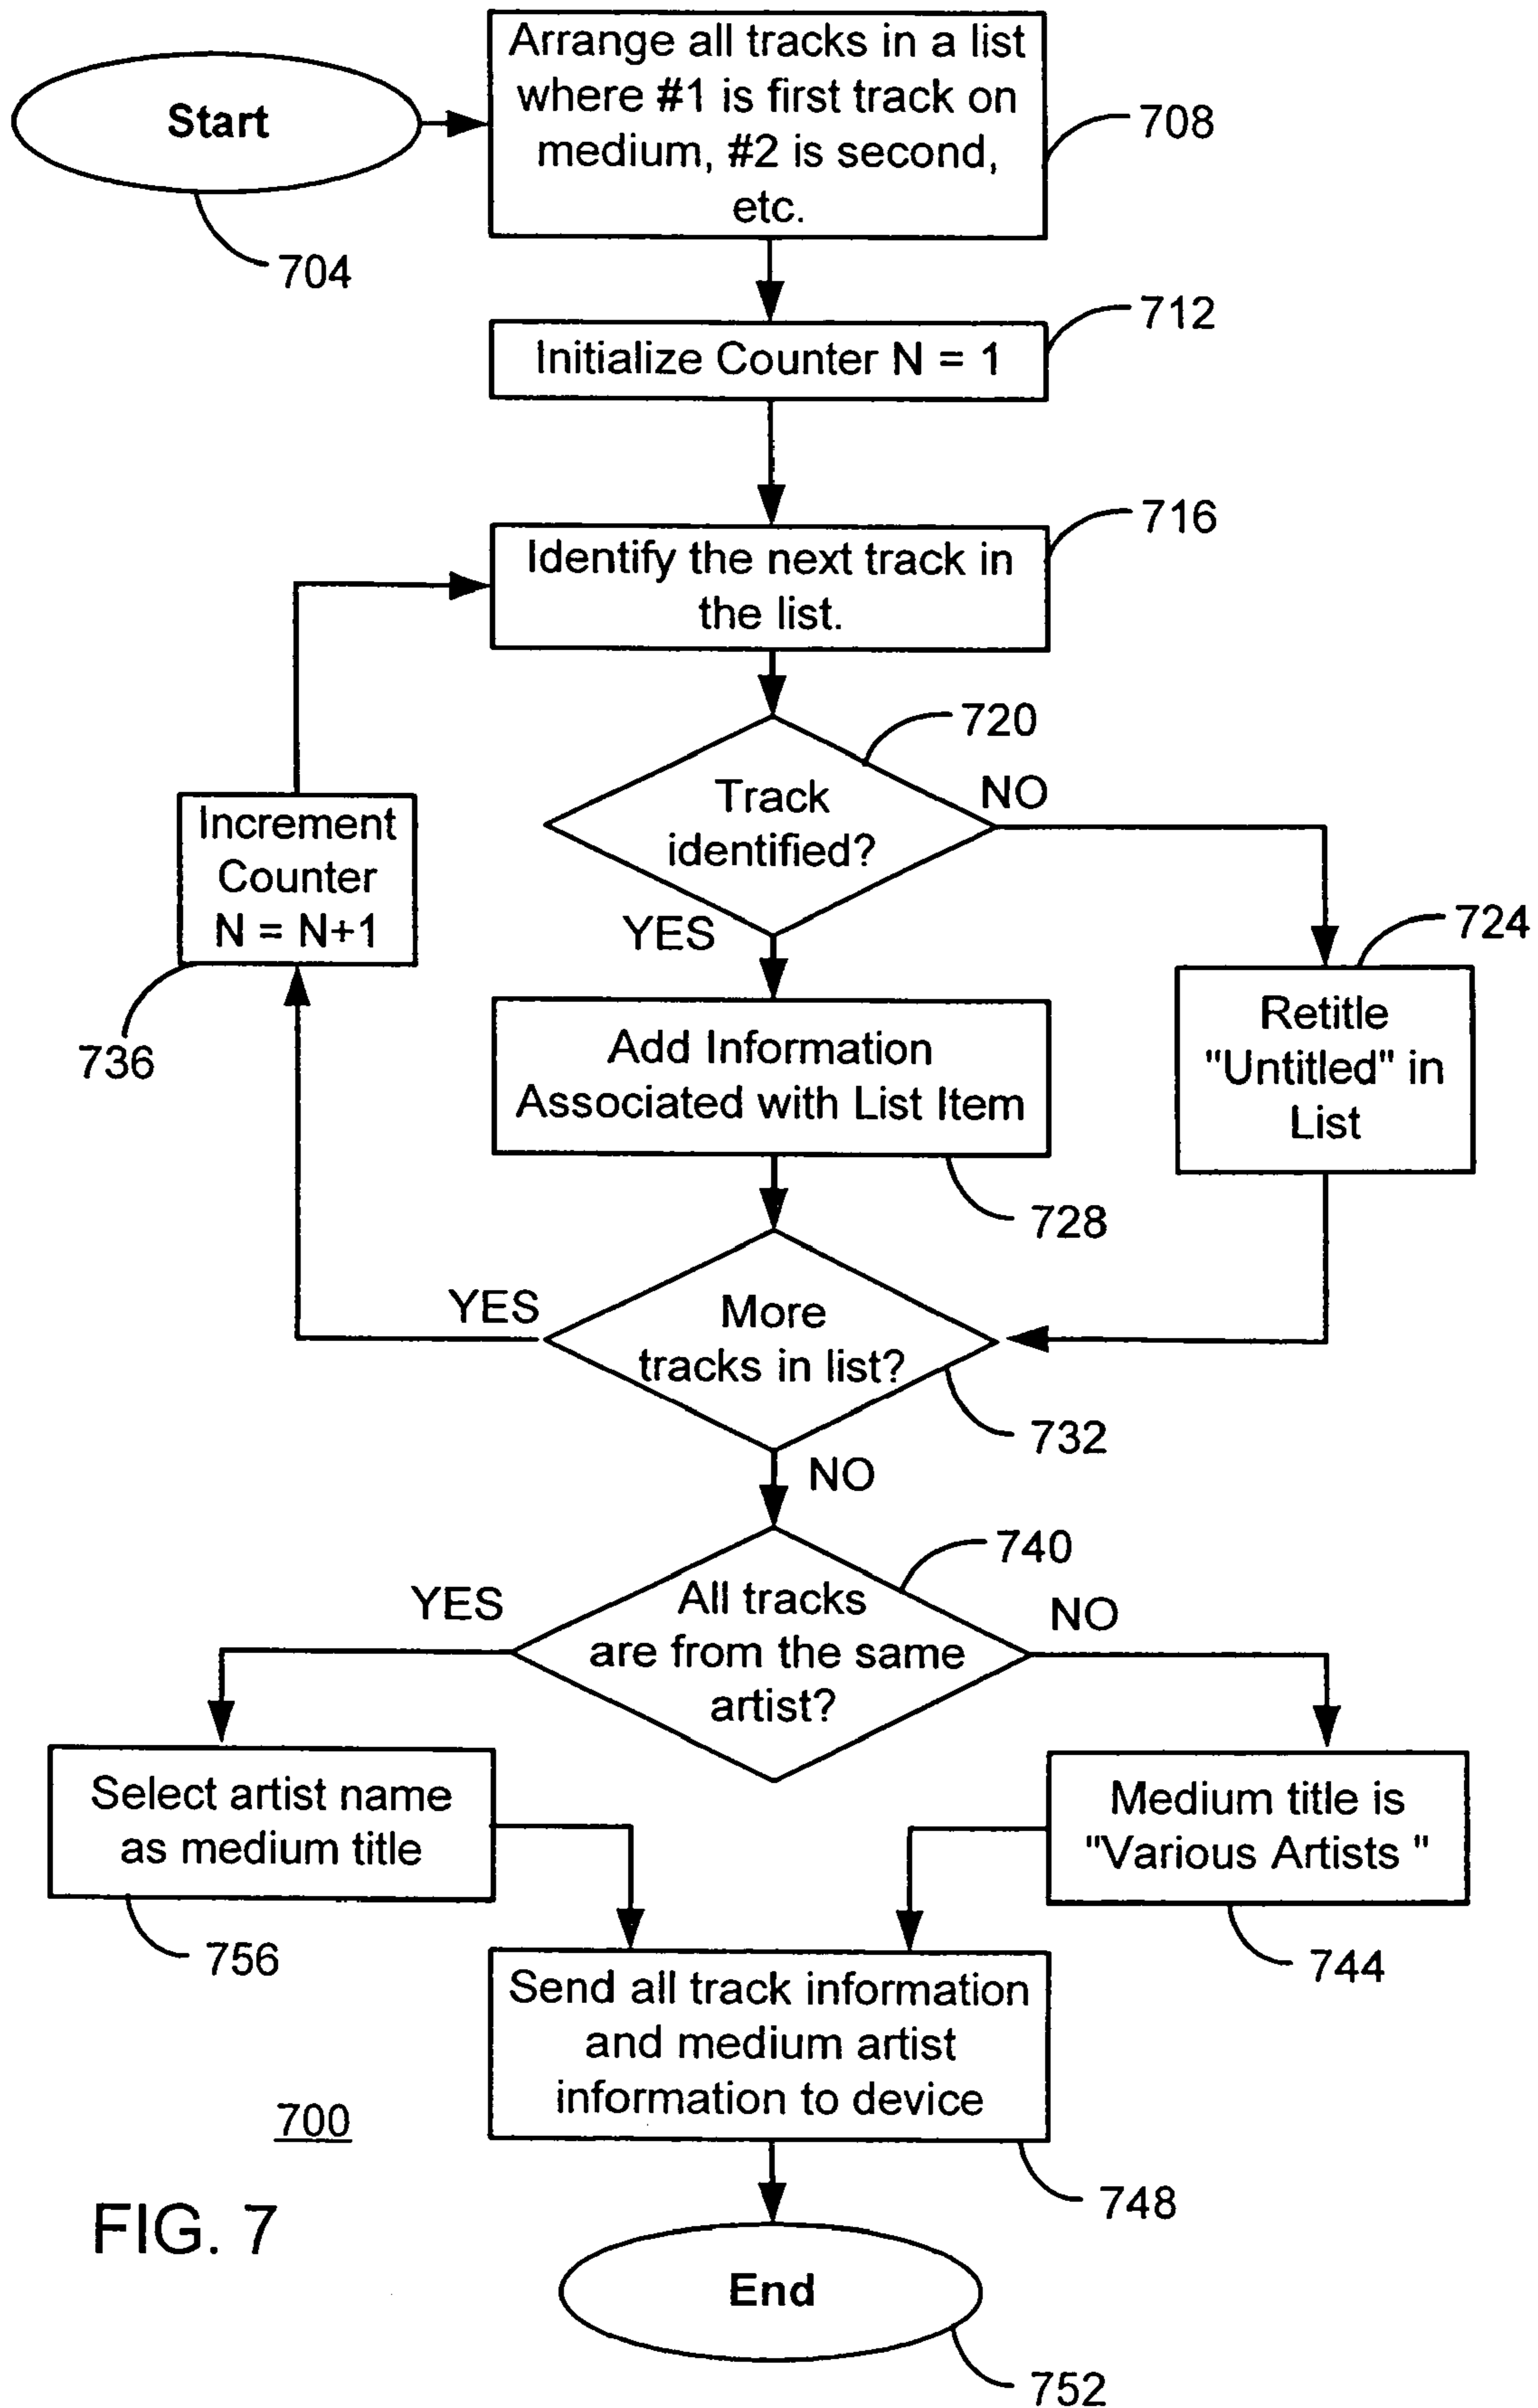 Arrange all tracks in a list
where #1 is first track on
medium, #2 is second,
etc.
Start
708
704
712
Initialize Counter N = 1
716
Identify the next track in
the list.
720
Track
identified?
NO
YES
Increment
Counter
N = N+1
736
724
Retitle
"Untitled" in
List
Add Information
Associated with List Item
728
YES
More
tracks in list?
732
NO
740
YES
All tracks
are from the same
artist?
NO
Select artist name
as medium title
756
Medium title is
"Various Artists "
744
Send all track information
and medium artist
information to device
748
700
FIG. 7
End
752